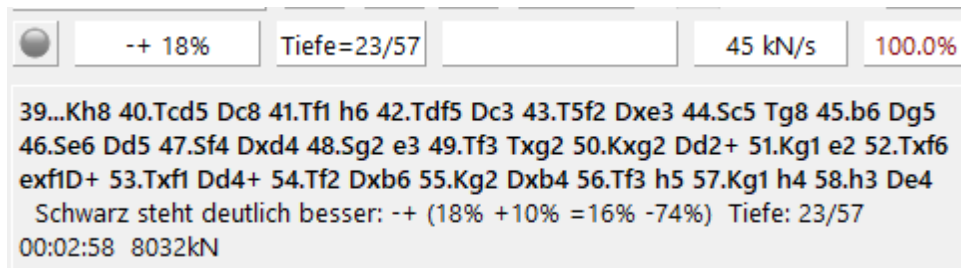 -+ 18% Tiefe=23/57 45 kN/s 100.0%
39...Kh8 40.Tcd5 Dc8 41.Tf1 h6 42.Tdf5 Dc3 43.T5f2 Dxe3 44.Sc5 Tg8 45.b6 Dg5
46.Se6 Dd5 47.Sf4 Dxd4 48.Sg2 e3 49.Tf3 Txg2 50.Kxg2 Dd2+ 51.Kg1 e2 52.Txf6
exf1D+ 53.Txf1 Dd4+ 54.Tf2 Dxb6 55.Kg2 Dxb4 56.Tf3 h5 57.Kg1 h4 58.h3 De4
Schwarz steht deutlich besser: -+ (18% +10% =16% -74%) Tiefe: 23/57
00:02:58 8032kN